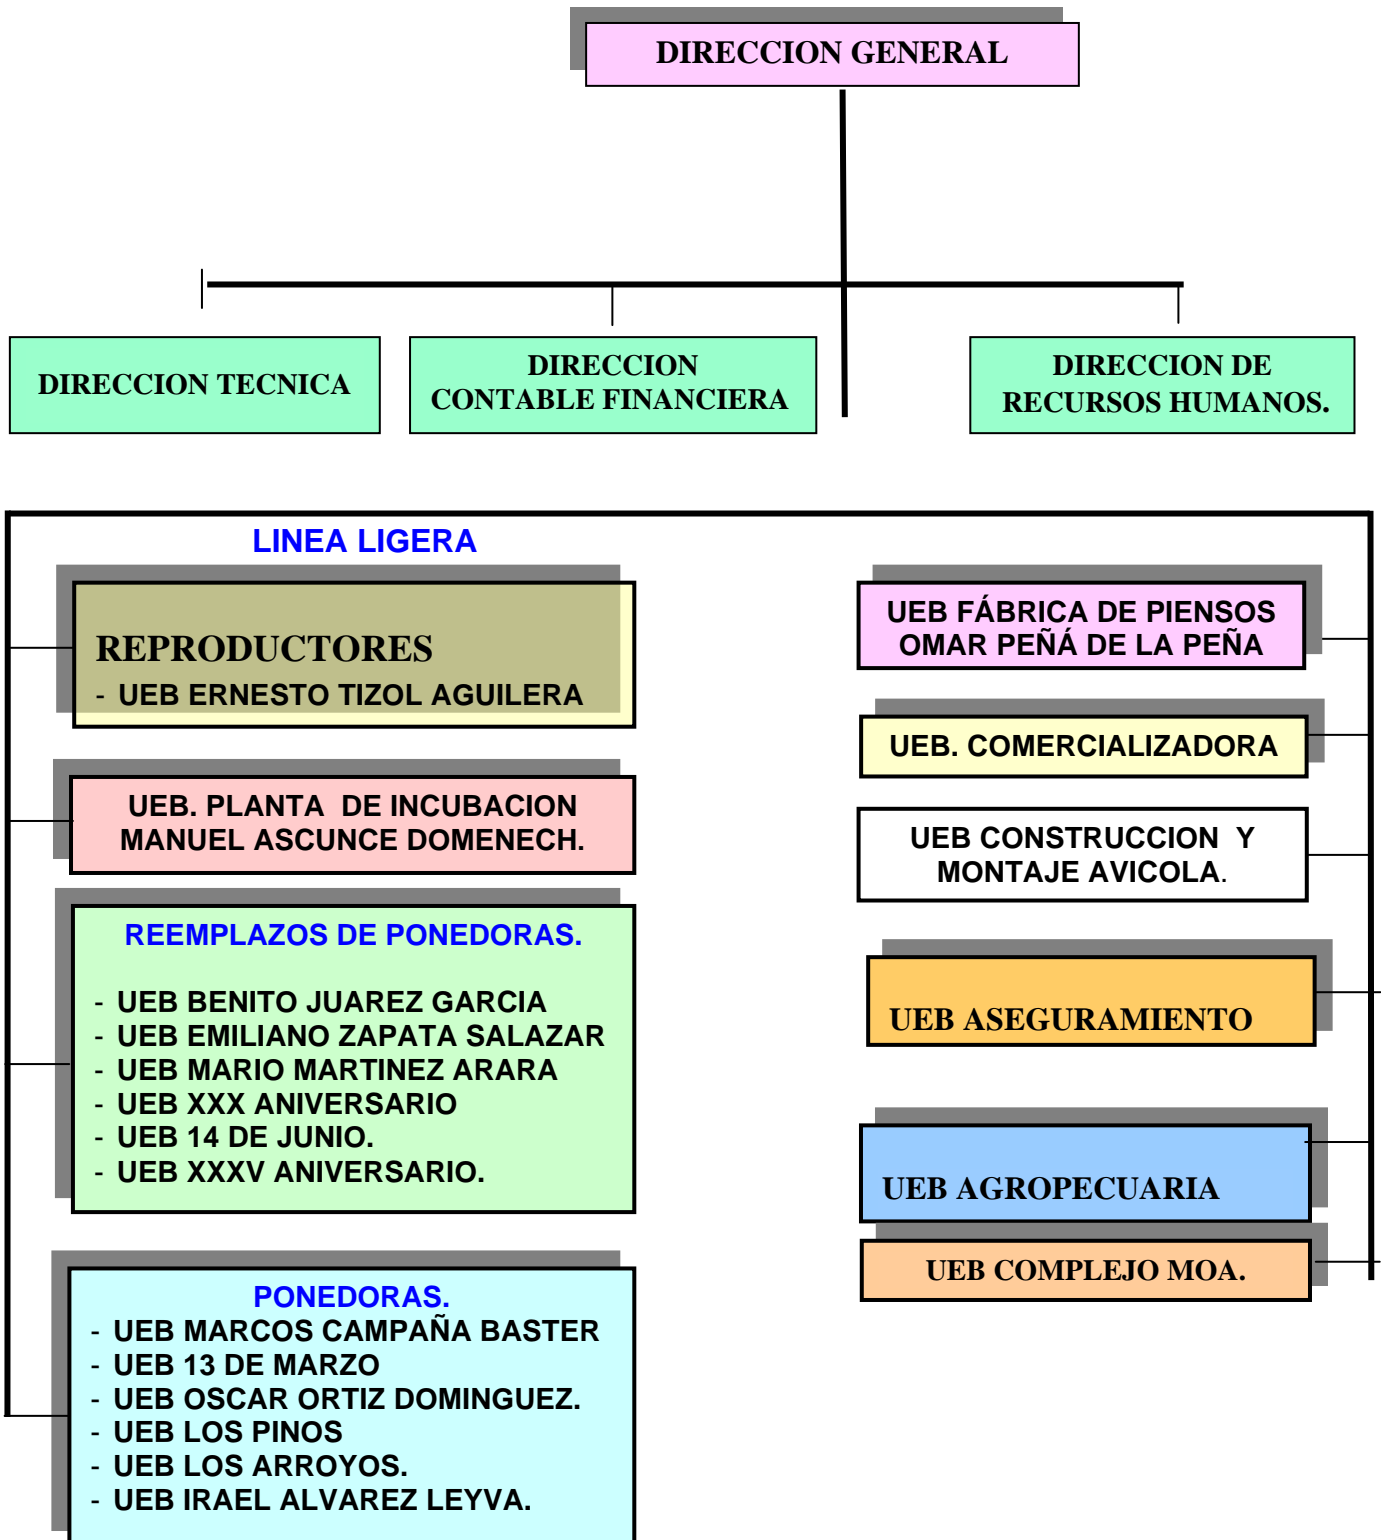 DIRECCION GENERAL
DIRECCION TECNICA
DIRECCION
CONTABLE FINANCIERA
DIRECCION DE
RECURSOS HUMANOS.
LINEA LIGERA
REPRODUCTORES
- UEB ERNESTO TIZOL AGUILERA
UEB. PLANTA DE INCUBACION
MANUEL ASCUNCE DOMENECH.
REEMPLAZOS DE PONEDORAS.
- UEB BENITO JUAREZ GARCIA
- UEB EMILIANO ZAPATA SALAZAR
- UEB MARIO MARTINEZ ARARA
- UEB XXX ANIVERSARIO
- UEB 14 DE JUNIO.
- UEB XXXV ANIVERSARIO.
PONEDORAS.
- UEB MARCOS CAMPAÑA BASTER
- UEB 13 DE MARZO
- UEB OSCAR ORTIZ DOMINGUEZ.
- UEB LOS PINOS
- UEB LOS ARROYOS.
- UEB IRAEL ALVAREZ LEYVA.
UEB FÁBRICA DE PIENSOS
OMAR PEÑÁ DE LA PEÑA
UEB. COMERCIALIZADORA
UEB CONSTRUCCION Y
MONTAJE AVICOLA.
UEB ASEGURAMIENTO
UEB AGROPECUARIA
UEB COMPLEJO MOA.